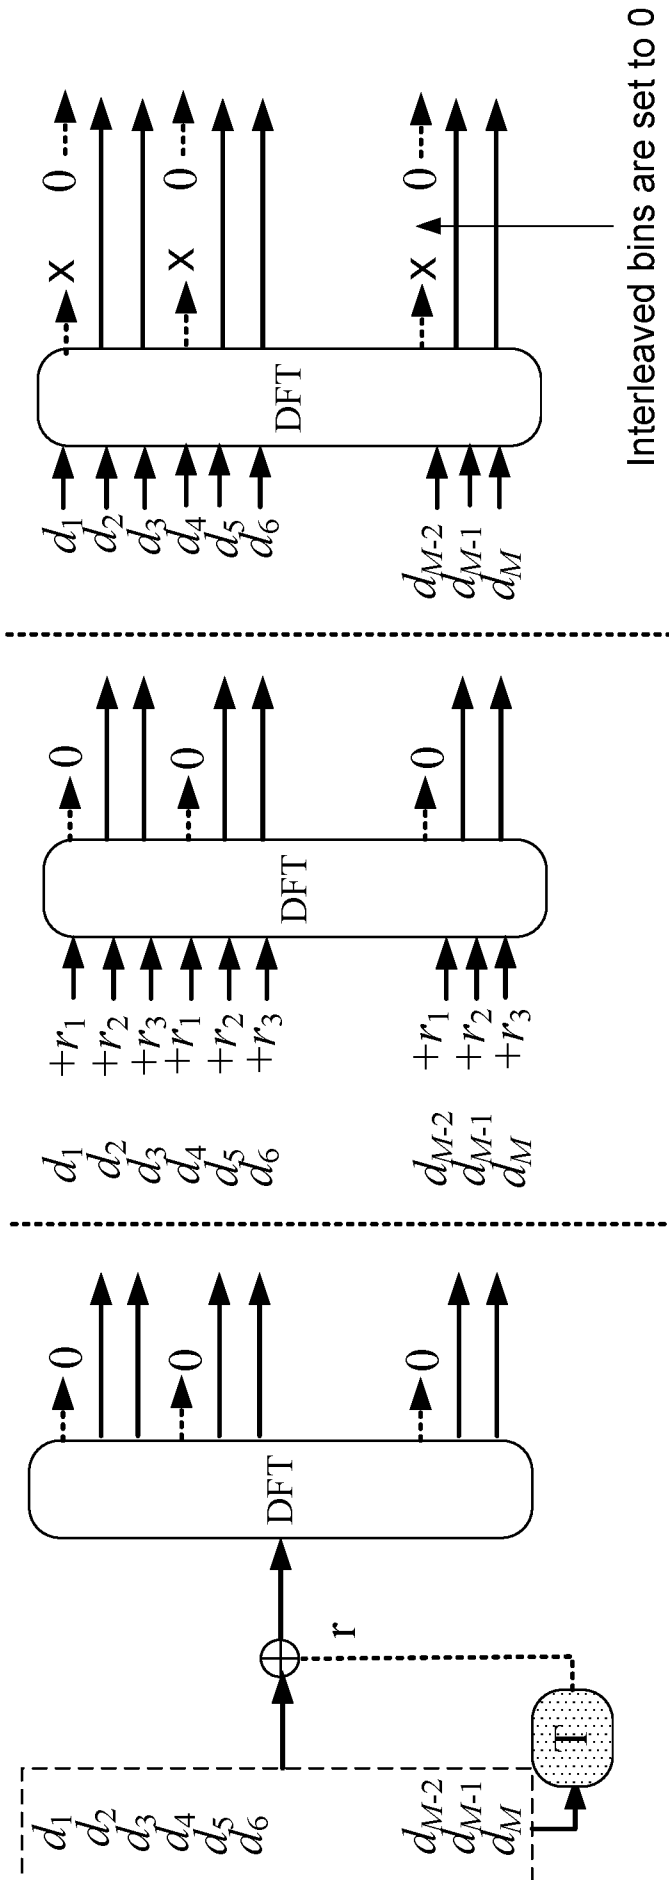 d1
d2
d3
d4
d5
d6
dM-2
dM-1
dM
T
r
DFT
0
0
0
d1 +r1
d2 +r2
d3 +r3
d4 +r1
d5 +r2
d6 +r3
dM-2 +r1
dM-1 +r2
dM +r3
DFT
0
0
0
d1
d2
d3
d4
d5
d6
dM-2
dM-1
dM
DFT
x 0
x 0
x 0
Interleaved bins are set to 0